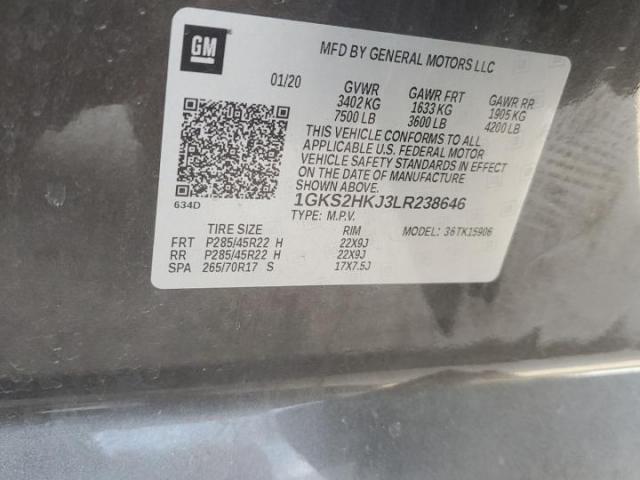 GM
MFD BY GENERAL MOTORS LLC
01/20 GVWR GAWR FRT GAWR RR
3402 KG 1633 KG 1905 KG
7500 LB 3600 LB 4200 LB
THIS VEHICLE CONFORMS TO ALL
APPLICABLE U.S. FEDERAL MOTOR
VEHICLE SAFETY STANDARDS IN EFFECT
ON THE DATE OF MANUFACTURE
SHOWN ABOVE.
634D 1GKS2HKJ3LR238646
TYPE: M.P.V. MODEL: 36TK15906
TIRE SIZE RIM
FRT P285/45R22 H 22X9J
RR P285/45R22 H 22X9J
SPA 265/70R17 S 17X7.5J